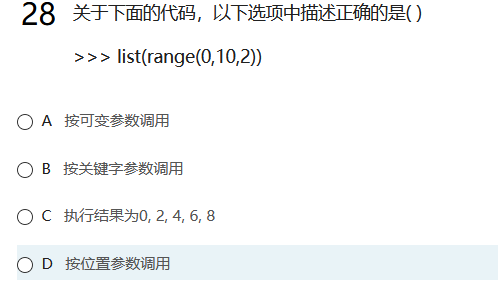 28 关于下面的代码，以下选项中描述正确的是( )
>>> list(range(0,10,2))
A 按可变参数调用
B 按关键字参数调用
C 执行结果为0, 2, 4, 6, 8
D 按位置参数调用